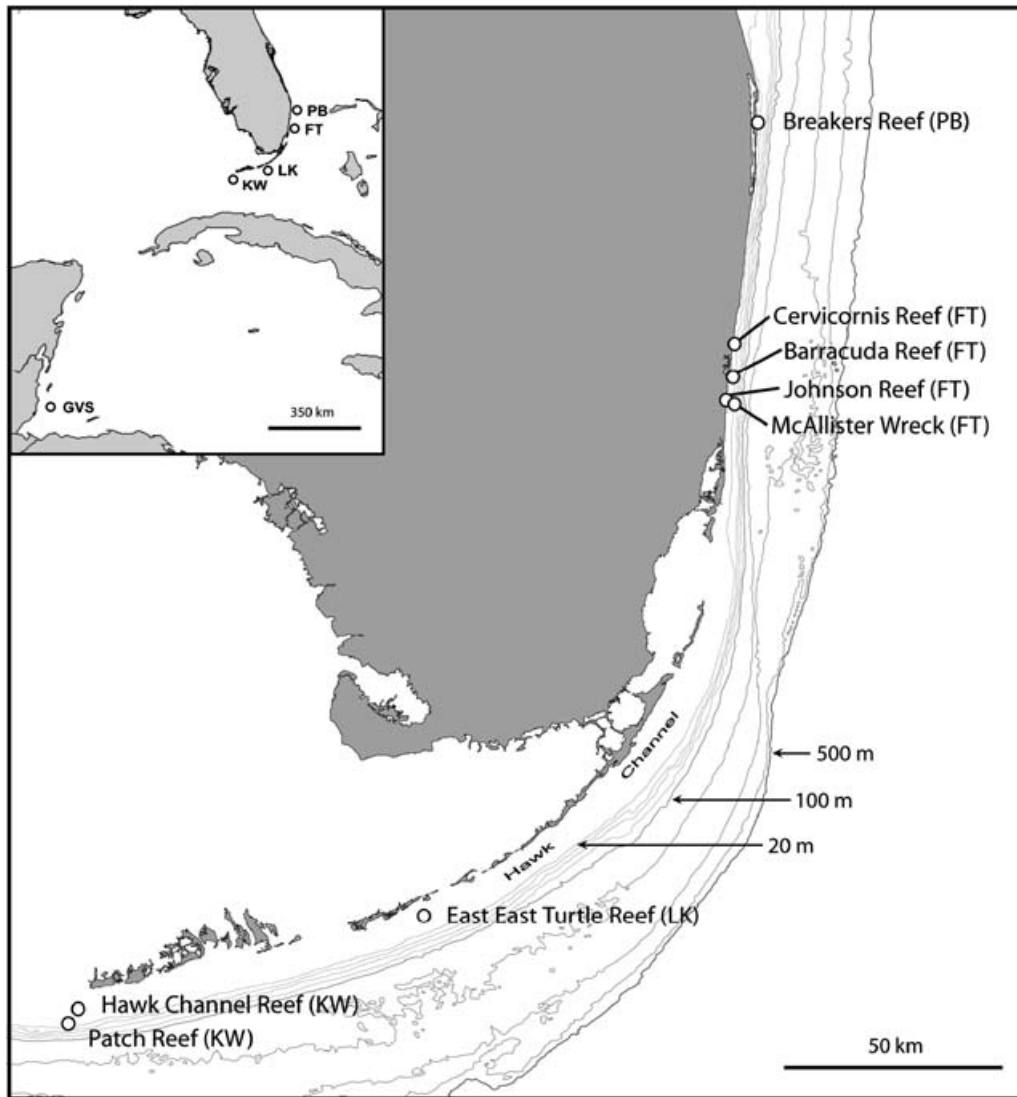 PB
FT
LK
KW
GVS
350 km
Breakers Reef (PB)
Cervicornis Reef (FT)
Barracuda Reef (FT)
Johnson Reef (FT)
McAllister Wreck (FT)
Hawk Channel
500 m
100 m
20 m
East East Turtle Reef (LK)
Hawk Channel Reef (KW)
Patch Reef (KW)
50 km